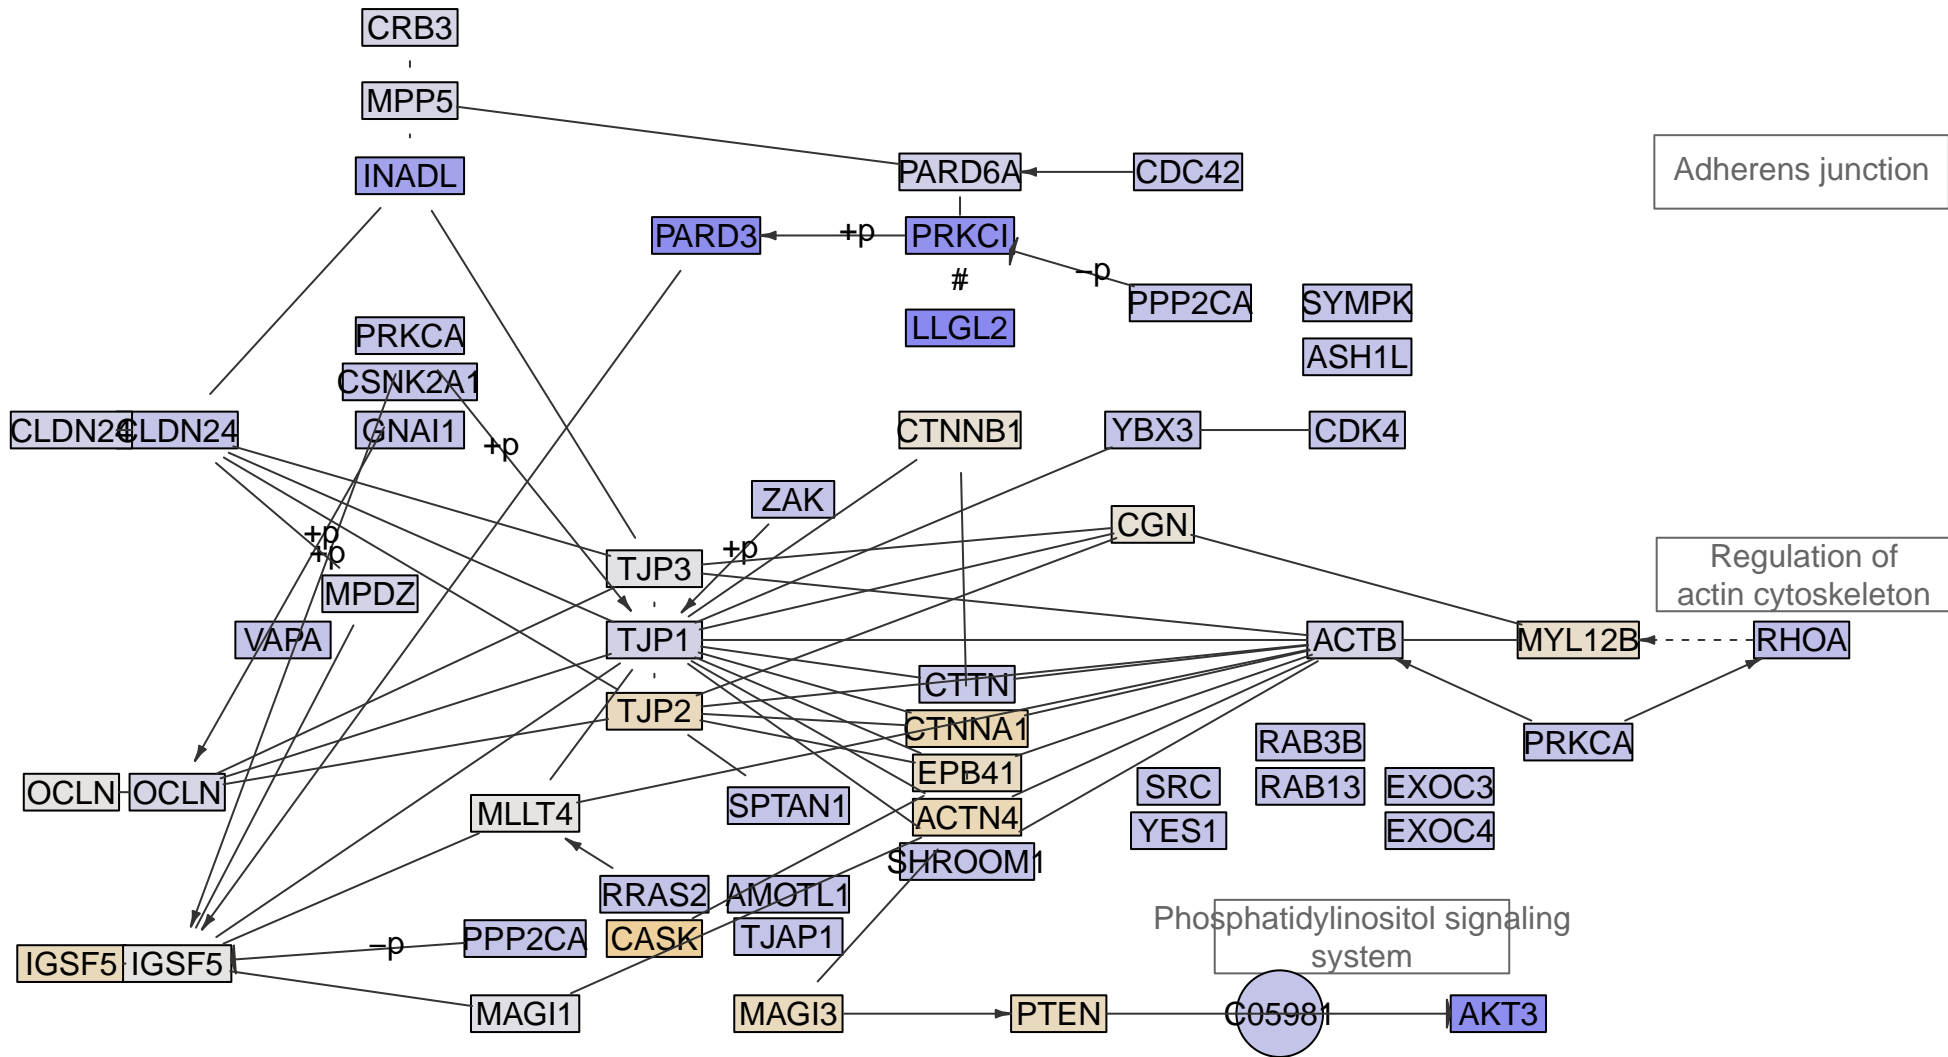 CRB3
MPP5
INADL
PARD6A
CDC42
Adherens junction
PARD3
+p
PRKCI
#
−p
PPP2CA
SYMPK
PRKCA
LLGL2
ASH1L
CSNK2A1
CLDN24
CLDN24
GNAI1
+p
CTNNB1
YBX3
CDK4
ZAK
CGN
+p
+p
+p
TJP3
MPDZ
Regulation of
actin cytoskeleton
VAPA
TJP1
ACTB
MYL12B
RHOA
CTTN
TJP2
CTNNA1
RAB3B
PRKCA
EPB41
OCLN
OCLN
MLLT4
SPTAN1
ACTN4
SRC
RAB13
EXOC3
YES1
EXOC4
SHROOM1
RRAS2
AMOTL1
PPP2CA
−p
CASK
TJAP1
Phosphatidylinositol signaling
system
IGSF5
IGSF5
MAGI1
MAGI3
PTEN
C05981
AKT3